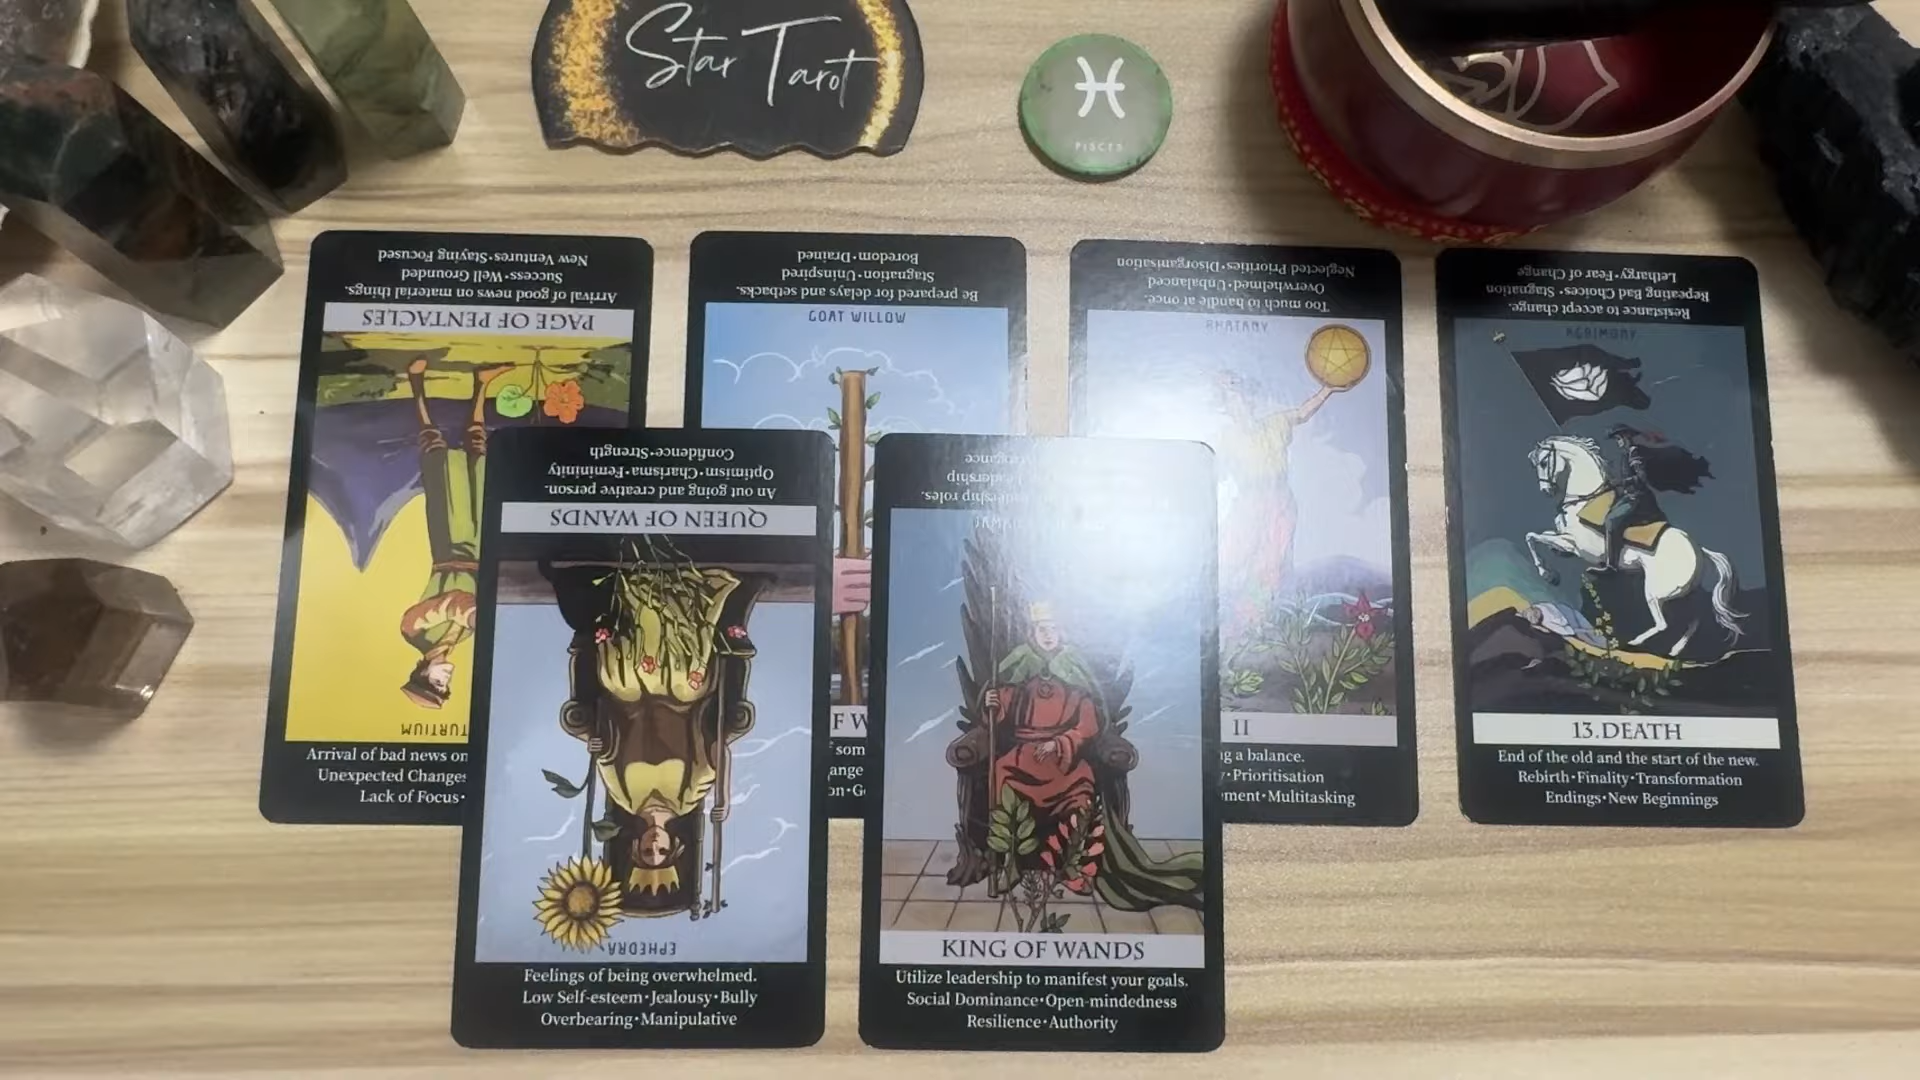 Star Tarot
PISCES
New Ventures•Staying Focused
Success•Well Grounded
Arrival of good news on material things.
PAGE OF PENTACLES
TURTIUM
Arrival of bad news on
Unexpected Changes
Lack of Focus•
Boredom•Drained
Stagnation•Uninspired
Be prepared for delays and setbacks.
GOAT WILLOW
F W
f som
ange
on•G
Neglected Priorities•Disorganisation
Overwhelmed•Unbalanced
Too much to handle at once.
RHATANY
II
g a balance.
y•Prioritisation
ment•Multitasking
Lethargy•Fear of Change
Repeating Bad Choices•Stagnation
Resistance to accept change.
AGRIMONY
13.DEATH
End of the old and the start of the new.
Rebirth•Finality•Transformation
Endings•New Beginnings
Confidence•Strength
Optimism•Charisma•Femininity
An out going and creative person.
QUEEN OF WANDS
EPHEDRA
Feelings of being overwhelmed.
Low Self-esteem•Jealousy•Bully
Overbearing•Manipulative
roles.
KING OF WANDS
Utilize leadership to manifest your goals.
Social Dominance•Open-mindedness
Resilience•Authority